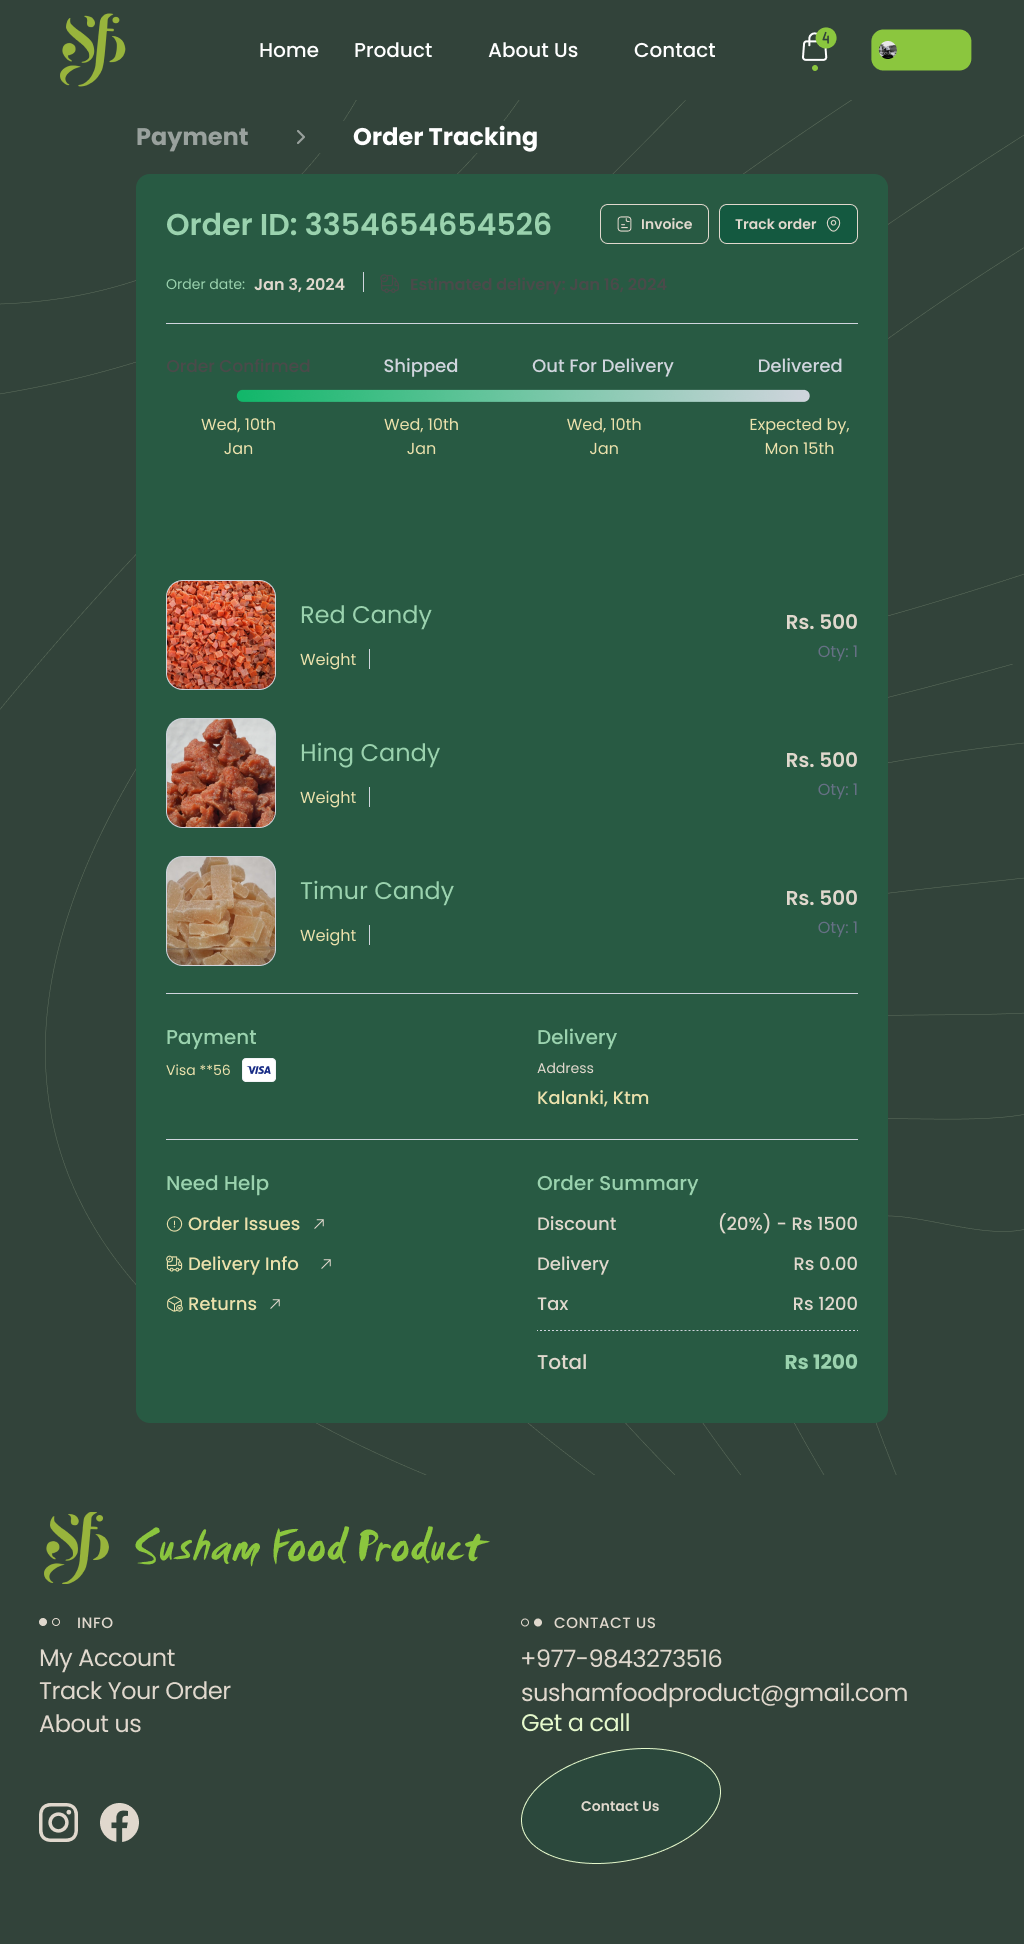 Home Product About Us Contact 4
Payment > Order Tracking
Order ID: 3354654654526
Invoice
Track order
Order date: Jan 3, 2024
Order Confirmed Shipped Out For Delivery Delivered
Wed, 10th
Jan
Wed, 10th
Jan
Wed, 10th
Jan
Expected by,
Mon 15th
Red Candy
Weight |
Rs. 500
Qty: 1
Hing Candy
Weight |
Rs. 500
Qty: 1
Timur Candy
Weight |
Rs. 500
Qty: 1
Payment
Visa **56 VISA
Delivery
Address
Kalanki, Ktm
Need Help
Order Issues
Delivery Info
Returns
Order Summary
Discount (20%) - Rs 1500
Delivery Rs 0.00
Tax Rs 1200
Total Rs 1200
Susham Food Product
INFO
My Account
Track Your Order
About us
CONTACT US
+977-9843273516
sushamfoodproduct@gmail.com
Get a call
Contact Us